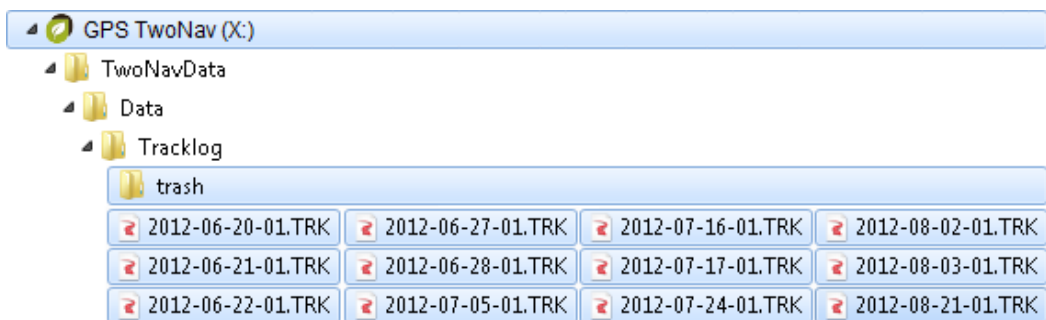 GPS TwoNav (X:)
TwoNavData
Data
Tracklog
trash
2012-06-20-01.TRK 2012-06-27-01.TRK 2012-07-16-01.TRK 2012-08-02-01.TRK
2012-06-21-01.TRK 2012-06-28-01.TRK 2012-07-17-01.TRK 2012-08-03-01.TRK
2012-06-22-01.TRK 2012-07-05-01.TRK 2012-07-24-01.TRK 2012-08-21-01.TRK